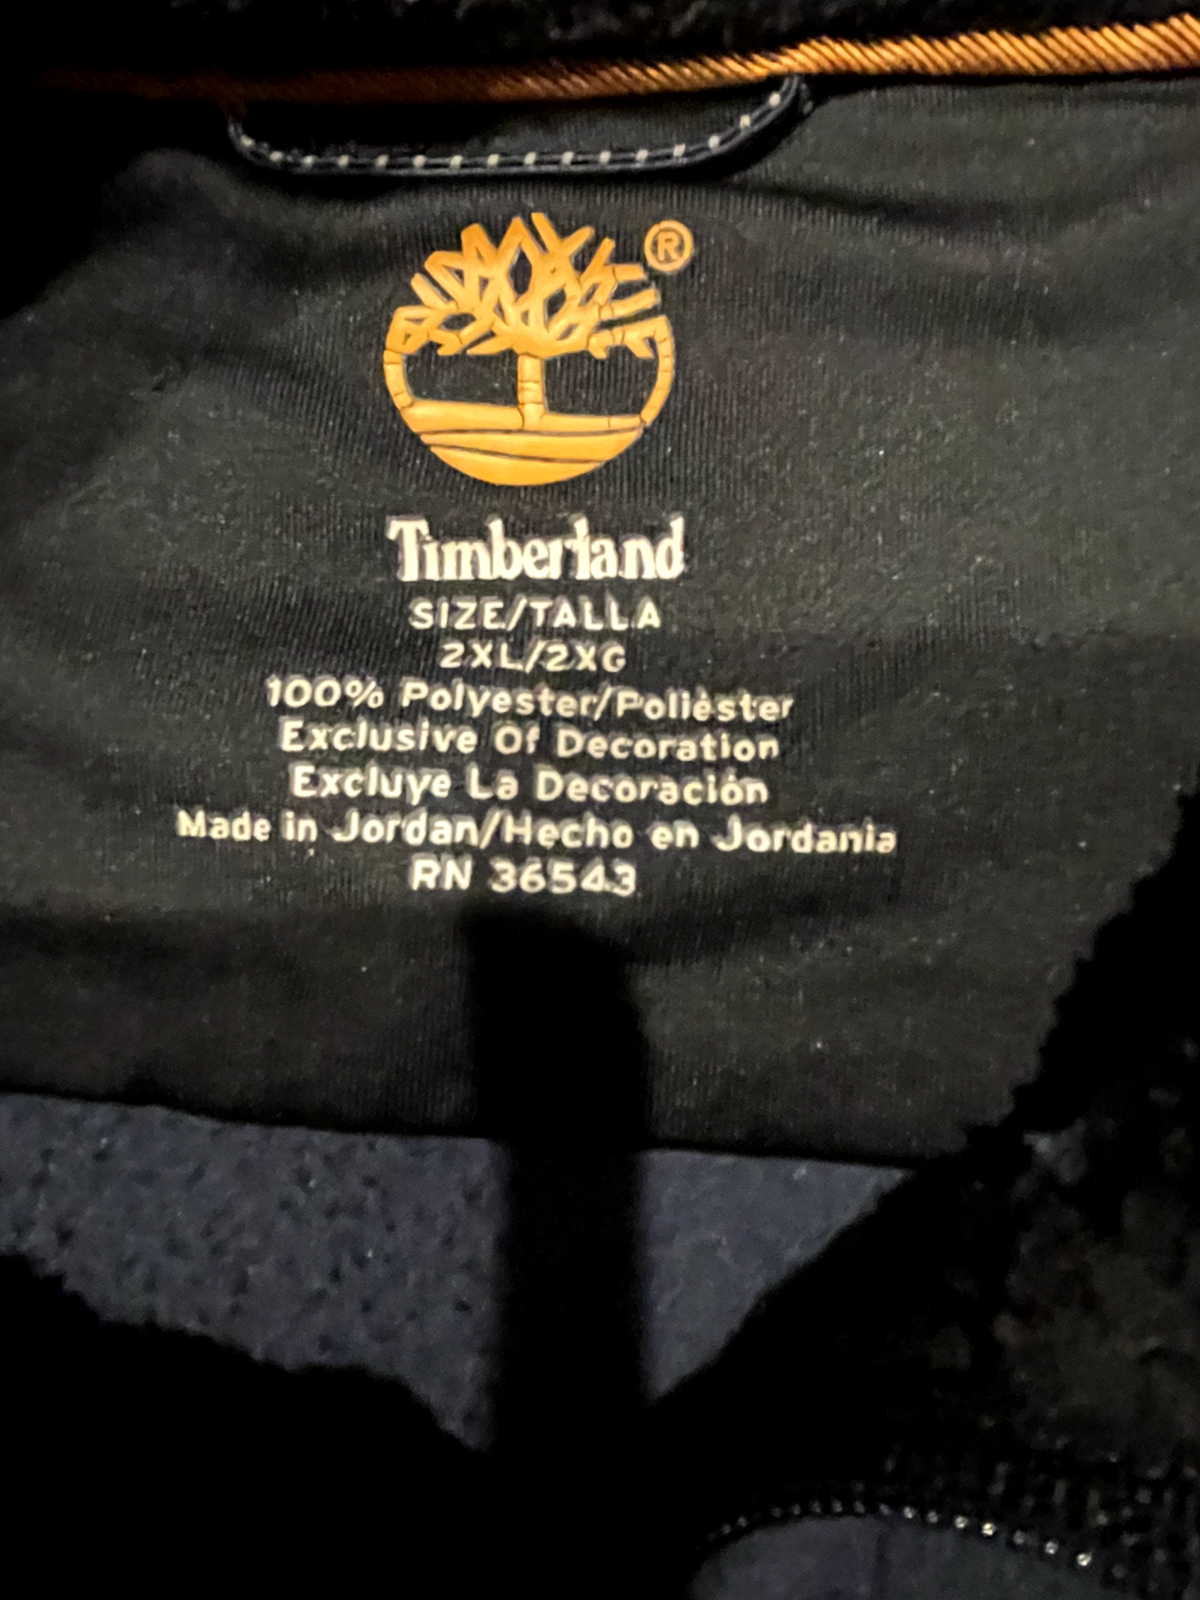 ®
Timberland
SIZE/TALLA
2XL/2XG
100% Polyester/Poliéster
Exclusive Of Decoration
Excluye La Decoración
Made in Jordan/Hecho en Jordania
RN 36543